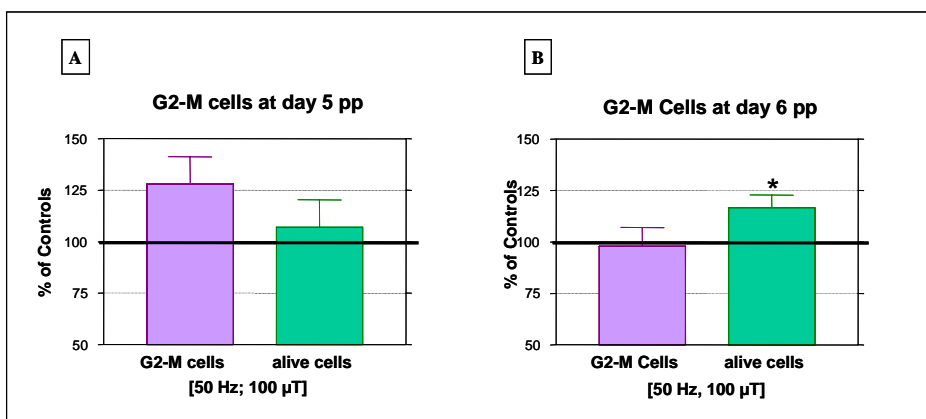 A
G2-M cells at day 5 pp
% of Controls
150
125
100
75
50
G2-M cells alive cells
[50 Hz; 100 µT]
B
G2-M Cells at day 6 pp
% of Controls
150
125
100
75
50
*
G2-M Cells alive cells
[50 Hz, 100 µT]